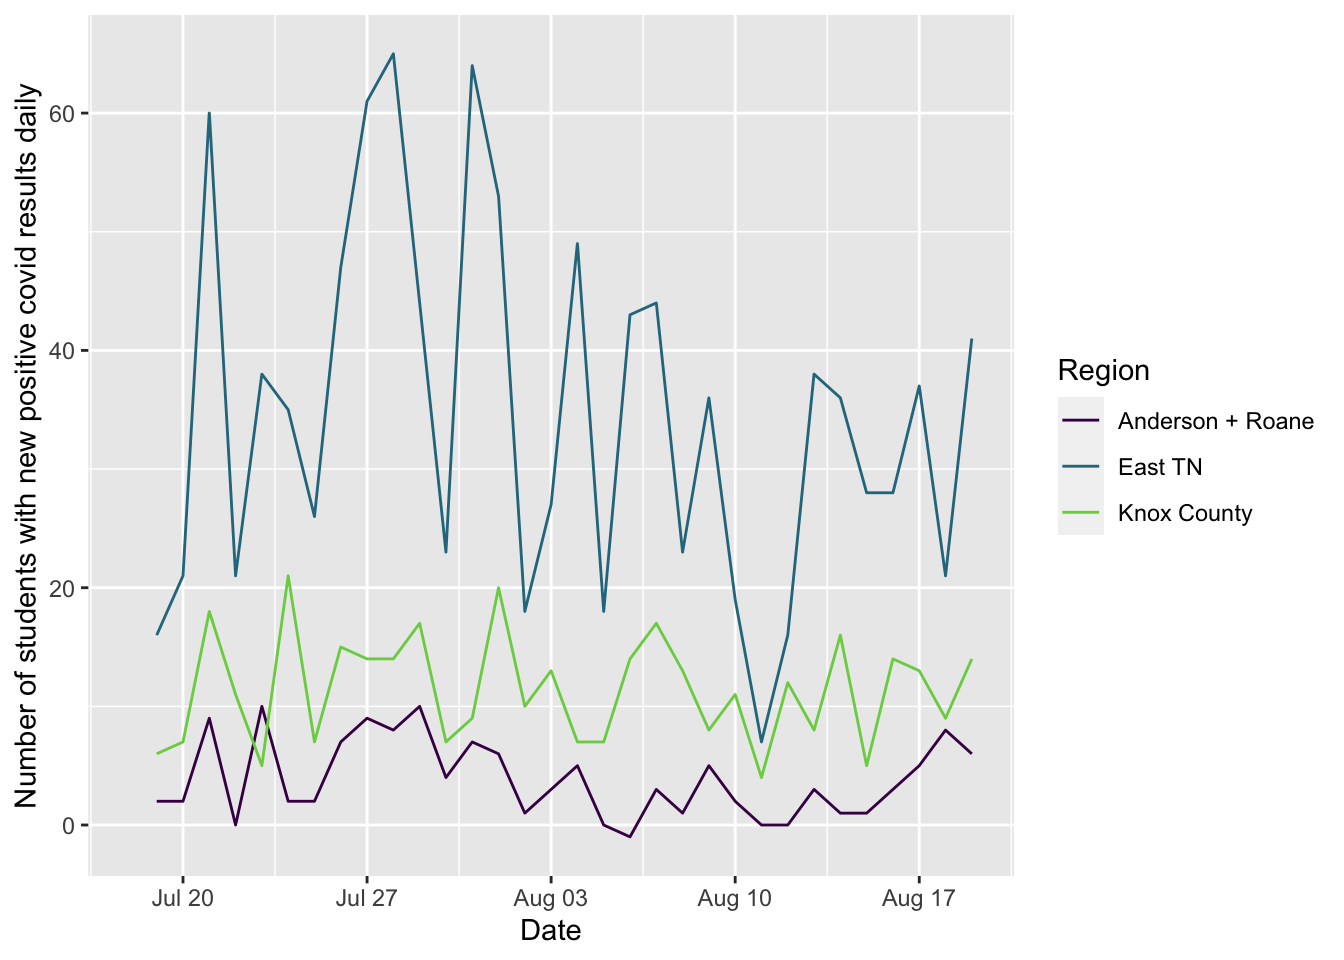 Number of students with new positive covid results daily
60
40
20
0
Jul 20
Jul 27
Aug 03
Aug 10
Aug 17
Date
Region
Anderson + Roane
East TN
Knox County